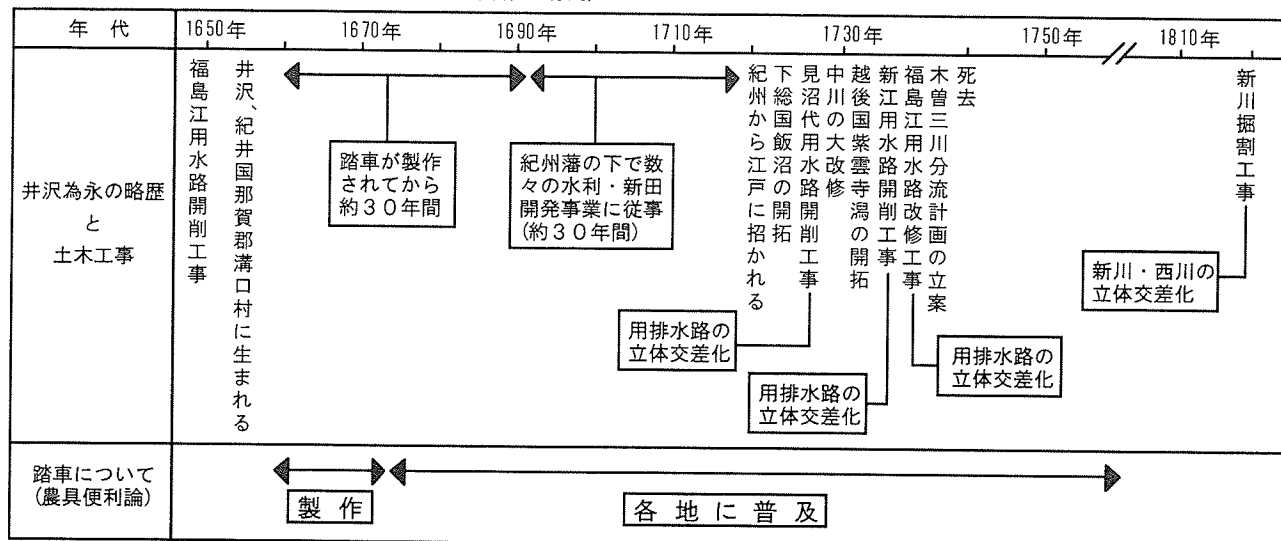 年 代
1650年
1670年
1690年
1710年
1730年
1750年
1810年
井沢為永の略歴
と
土木工事
福島江用水路開削工事
井沢、紀井国那賀郡溝口村に生まれる
踏車が製作
されてから
約30年間
紀州藩の下で数
々の水利・新田
開発事業に従事
(約30年間)
紀州から江戸に招かれる
下総国飯沼の開拓
見沼代用水路開削工事
中川の大改修
越後国紫雲寺潟の開拓
新江用水路開削工事
福島江用水路改修工事
木曽三川分流計画の立案
死去
新川掘割工事
用排水路の
立体交差化
用排水路の
立体交差化
用排水路の
立体交差化
新川・西川の
立体交差化
踏車について
(農具便利論)
製 作
各 地 に 普 及